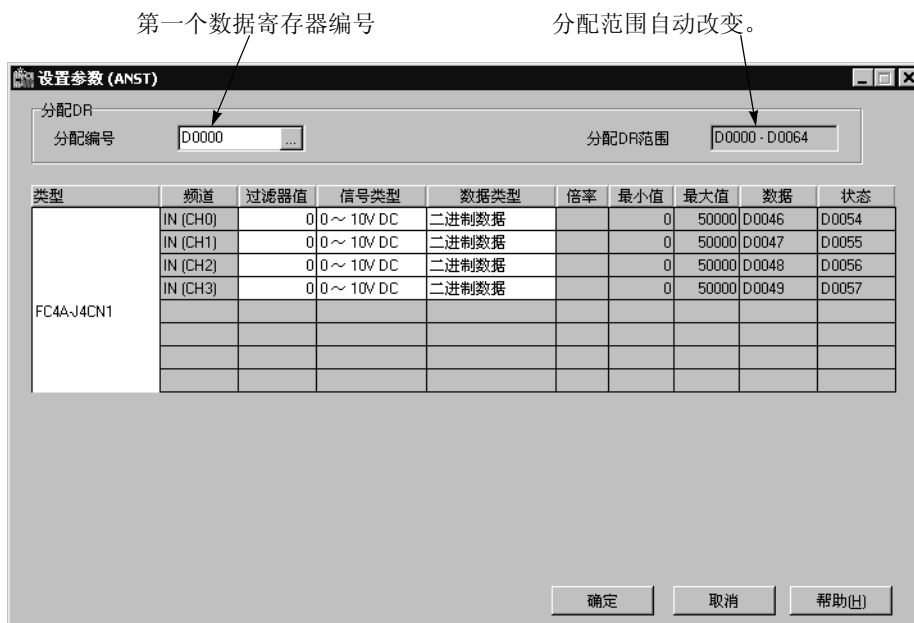 第一个数据寄存器编号 分配范围自动改变。
设置参数 (ANST)
分配DR
分配编号 D0000 ... 分配DR范围 D0000 - D0064
类型 频道 过滤器值 信号类型 数据类型 倍率 最小值 最大值 数据 状态
IN (CH0) 0 0～ 10V DC 二进制数据 0 50000 D0046 D0054
IN (CH1) 0 0～ 10V DC 二进制数据 0 50000 D0047 D0055
IN (CH2) 0 0～ 10V DC 二进制数据 0 50000 D0048 D0056
IN (CH3) 0 0～ 10V DC 二进制数据 0 50000 D0049 D0057
FC4A-J4CN1
确定 取消 帮助(H)